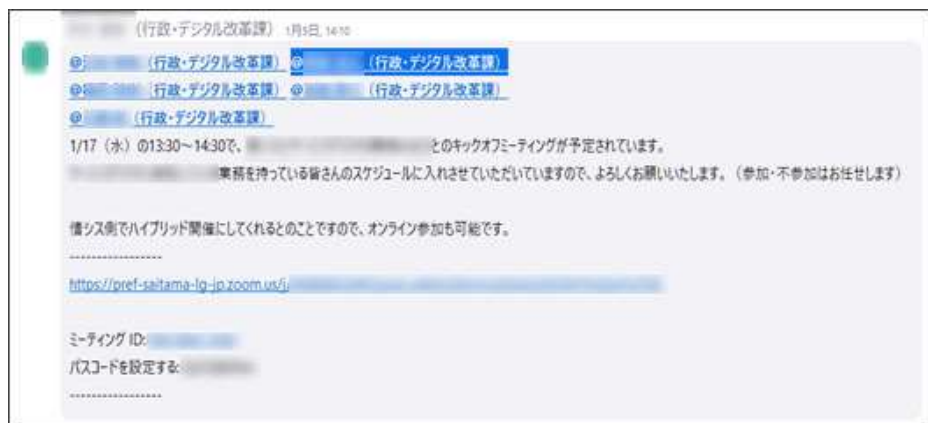 (行政・デジタル改革課) 1月5日, 14:10
@ (行政・デジタル改革課) @ (行政・デジタル改革課)
@ (行政・デジタル改革課) @ (行政・デジタル改革課)
@ (行政・デジタル改革課)
1/17（水）の13:30～14:30で、 とのキックオフミーティングが予定されています。
業務を持っている皆さんのスケジュールに入れさせていただいていますので、よろしくお願いいたします。（参加・不参加はお任せします）
情シス側でハイブリッド開催にしてくれるとのことですので、オンライン参加も可能です。
-----------------
https://pref-saitama-lg-jp.zoom.us/j/
ミーティング ID:
パスコードを設定する:
-----------------